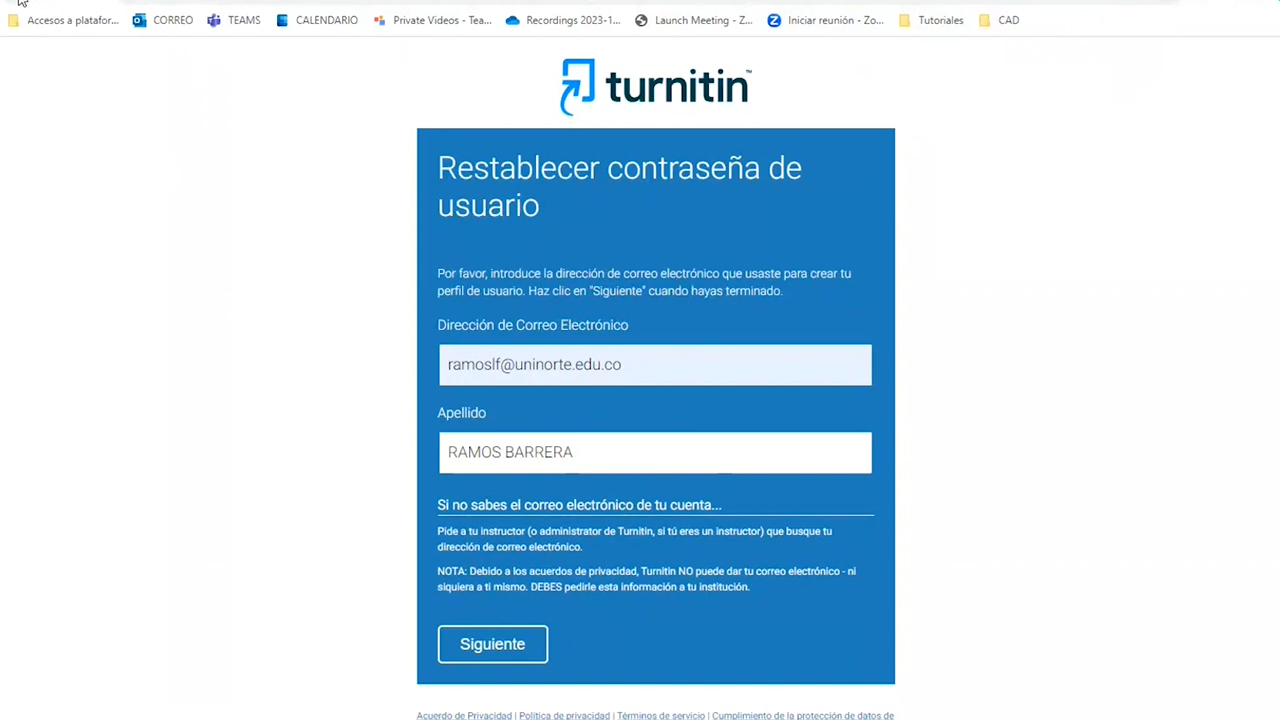 Accesos a platafor... CORREO TEAMS CALENDARIO Private Videos - Tea... Recordings 2023-1... Launch Meeting - Z... Iniciar reunión - Zo... Tutoriales CAD
turnitin™
Restablecer contraseña de
usuario
Por favor, introduce la dirección de correo electrónico que usaste para crear tu
perfil de usuario. Haz clic en "Siguiente" cuando hayas terminado.
Dirección de Correo Electrónico
ramoslf@uninorte.edu.co
Apellido
RAMOS BARRERA
Si no sabes el correo electrónico de tu cuenta...
Pide a tu instructor (o administrator de Turnitin, si tú eres un instructor) que busque tu
dirección de correo electrónico.
NOTA: Debido a los acuerdos de privacidad, Turnitin NO puede dar tu correo electrónico - ni
siquiera a ti mismo. DEBES pedirle esta información a tu institución.
Siguiente
Acuerdo de Privacidad | Política de privacidad | Términos de servicio | Cumplimiento de la protección de datos de